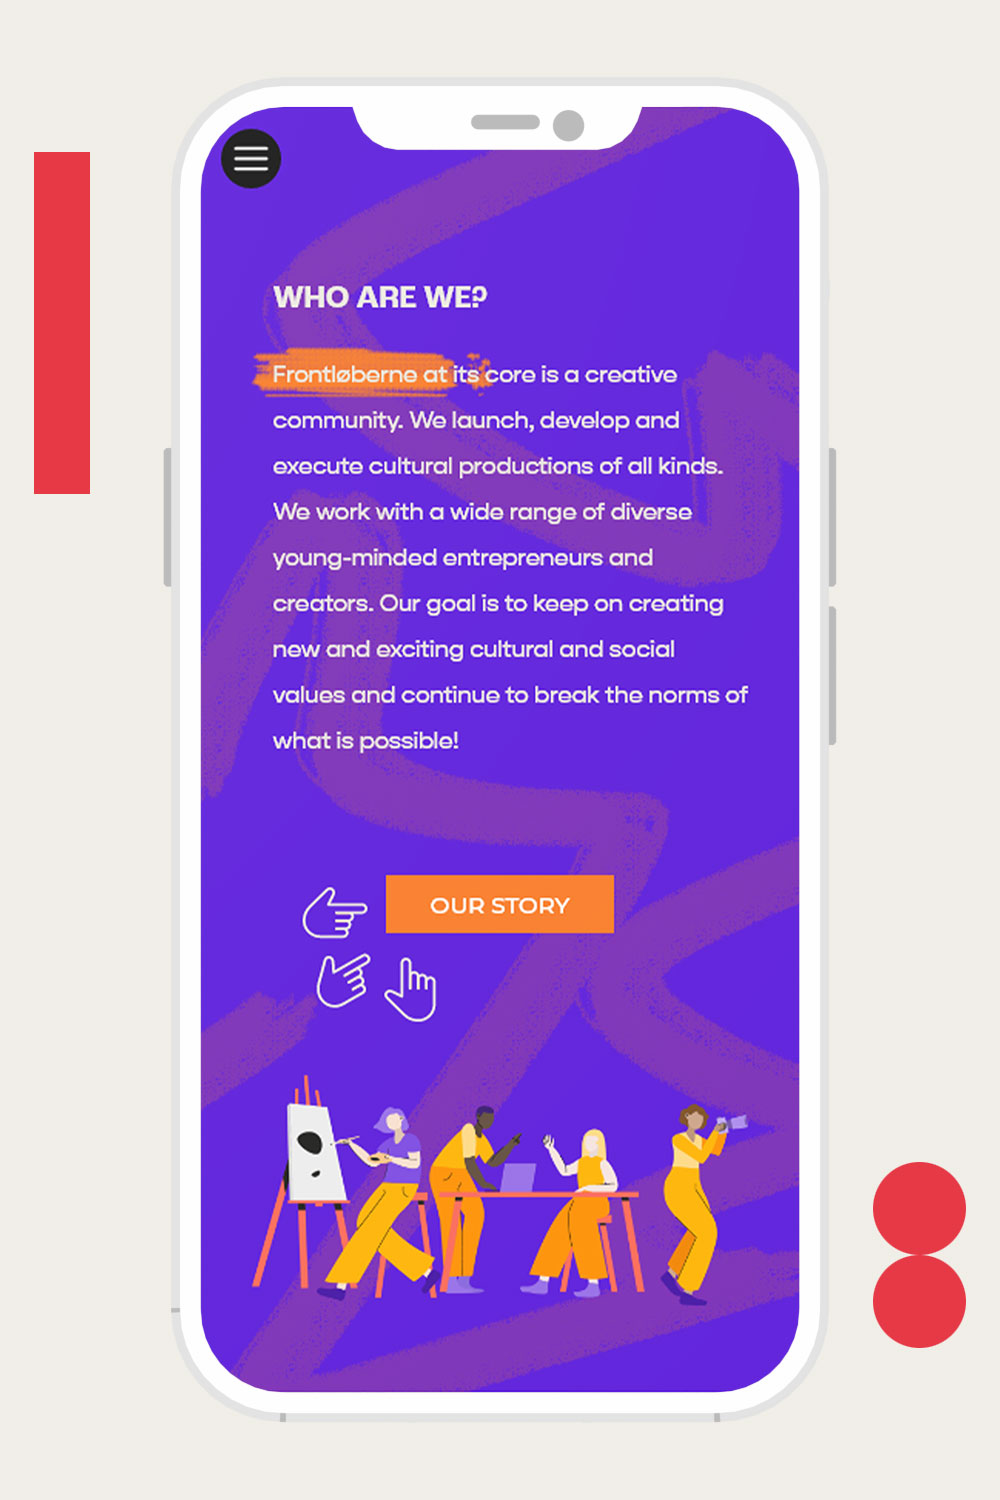 WHO ARE WE?
Frontløberne at its core is a creative
community. We launch, develop and
execute cultural productions of all kinds.
We work with a wide range of diverse
young-minded entrepreneurs and
creators. Our goal is to keep on creating
new and exciting cultural and social
values and continue to break the norms of
what is possible!
OUR STORY